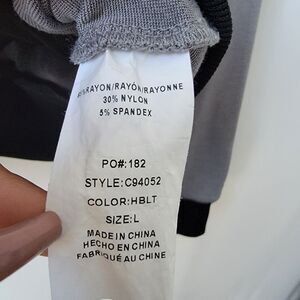 RAYON/RAYÓN/RAYONNE
30% NYLON
5% SPANDEX
PO#:182
STYLE:C94052
COLOR:HBLT
SIZE:L
MADE IN CHINA
HECHO EN CHINA
FABRIQUÉ AU CHINE